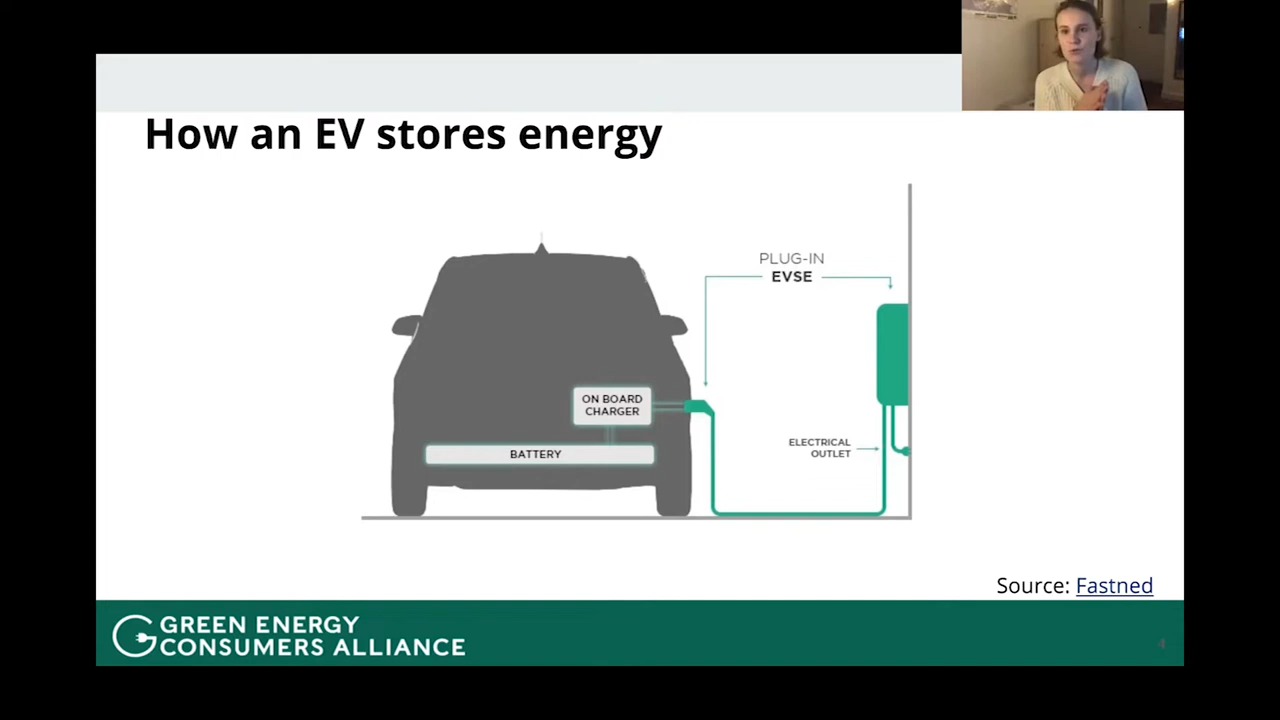 How an EV stores energy
PLUG-IN
EVSE
ON BOARD
CHARGER
ELECTRICAL
OUTLET
BATTERY
Source: Fastned
GREEN ENERGY
CONSUMERS ALLIANCE
4